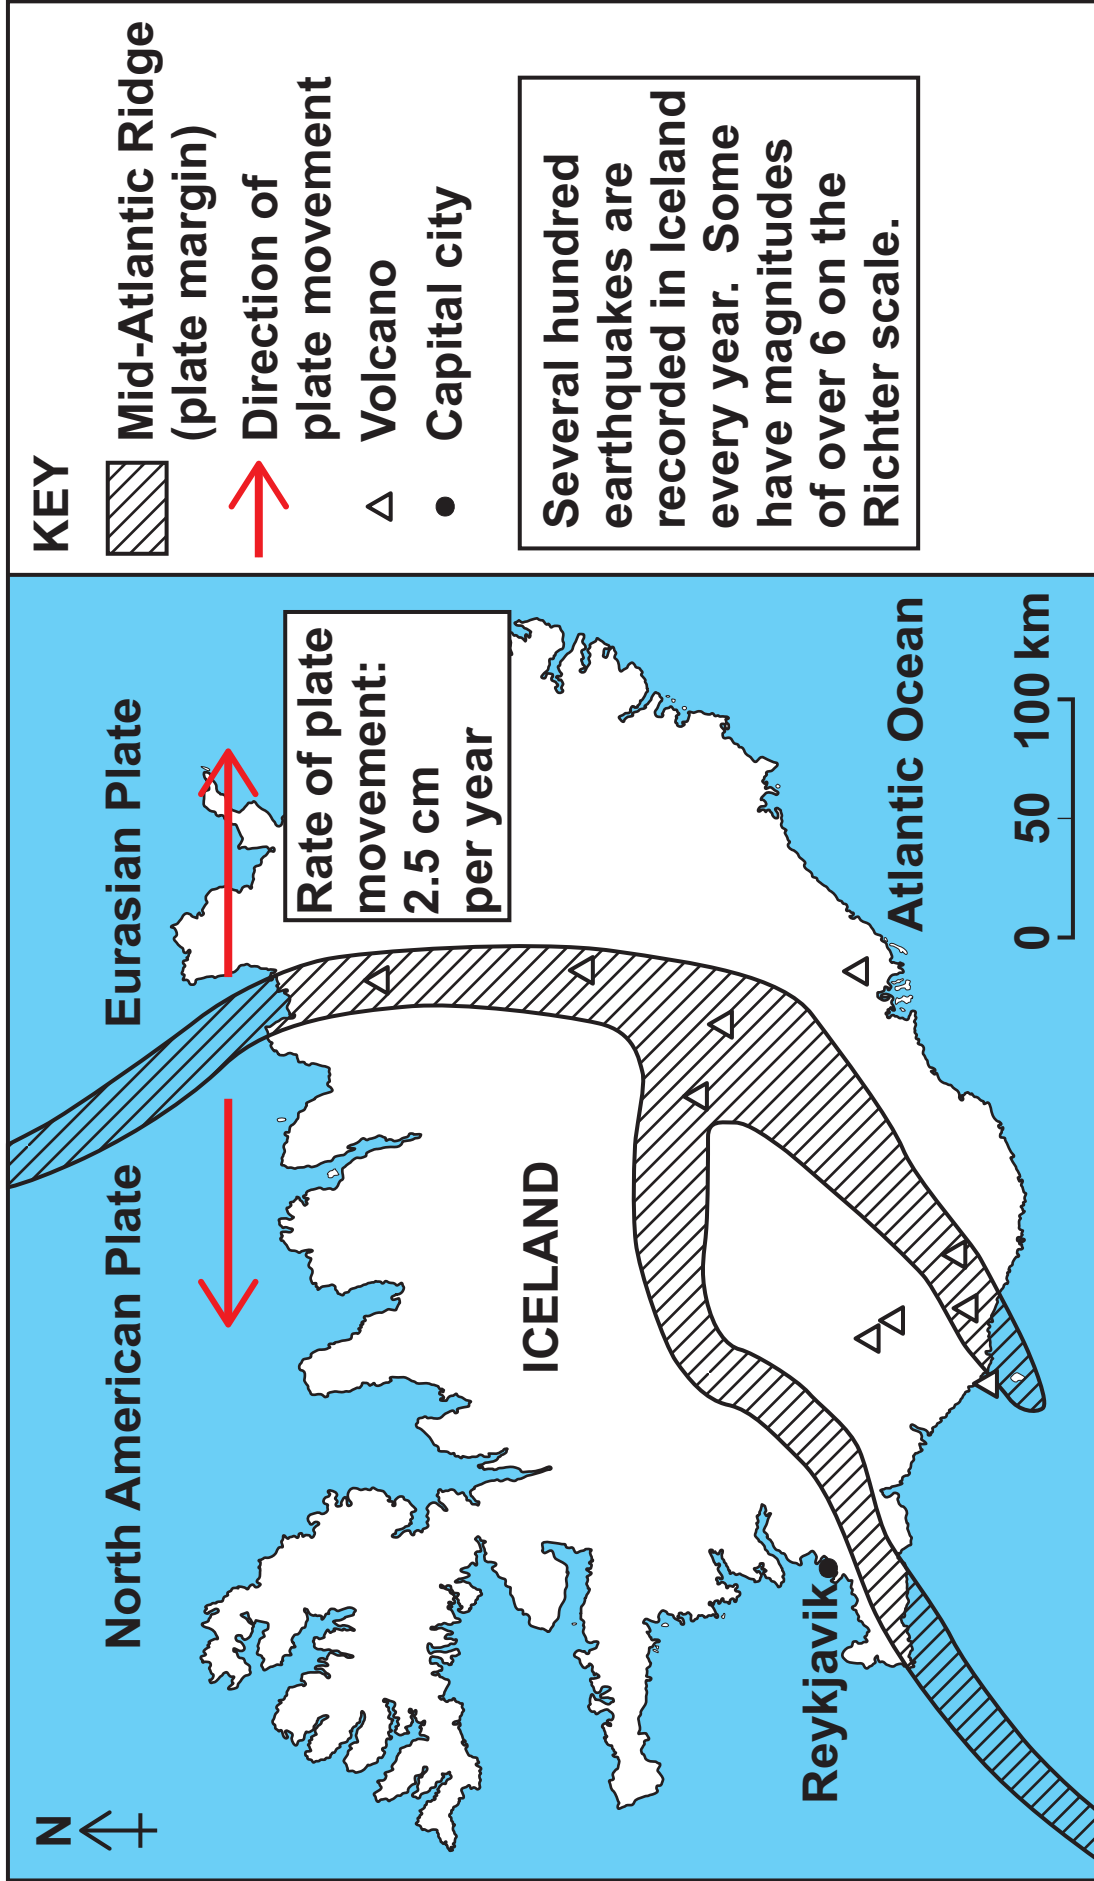 N
North American Plate
Eurasian Plate
Rate of plate
movement:
2.5 cm
per year
ICELAND
Reykjavik
Atlantic Ocean
0 50 100 km
KEY
Mid-Atlantic Ridge
(plate margin)
Direction of
plate movement
Volcano
Capital city
Several hundred
earthquakes are
recorded in Iceland
every year. Some
have magnitudes
of over 6 on the
Richter scale.